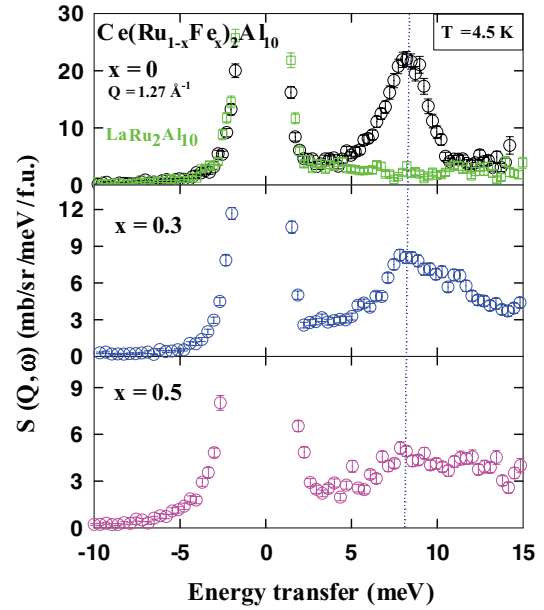 Ce(Ru1-xFex)2Al10
T =4.5 K
x = 0
Q = 1.27 Å-1
LaRu2Al10
30
20
10
0
x = 0.3
12
9
6
3
0
x = 0.5
9
6
3
0
-10 -5 0 5 10 15
Energy transfer (meV)
S (Q, ω) (mb/sr/meV/f.u.)